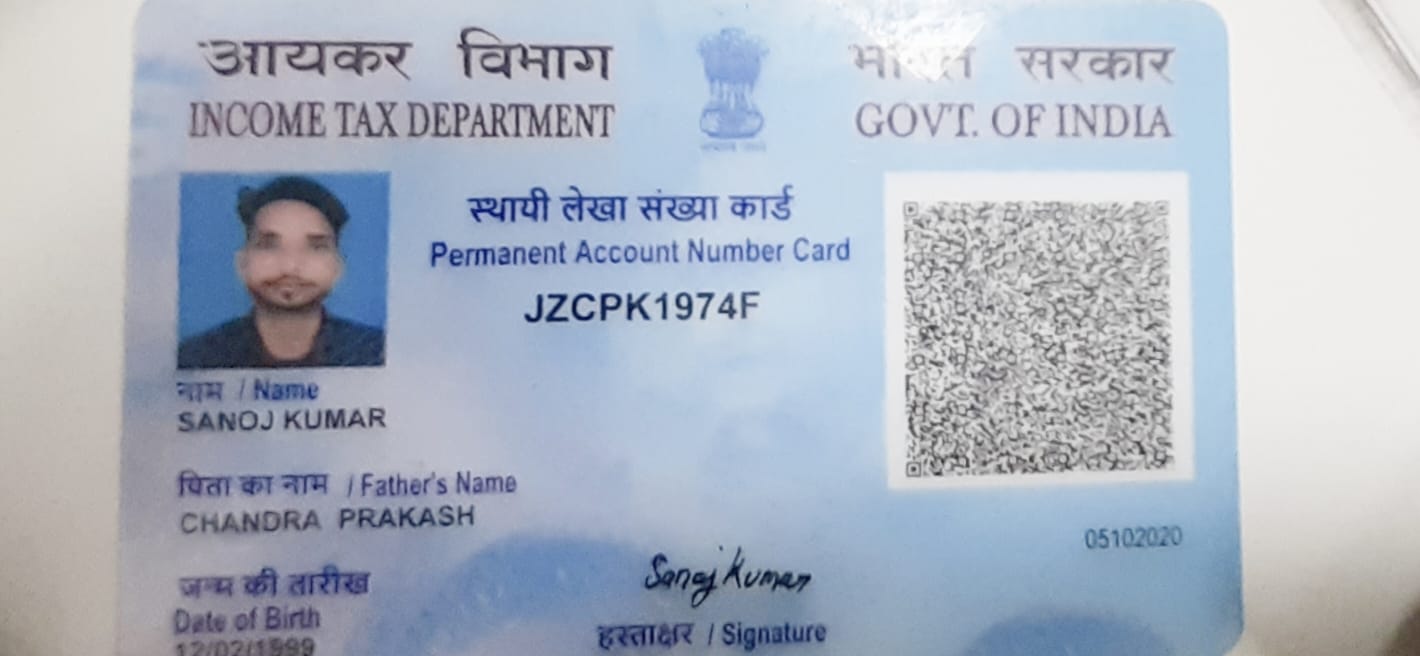 आयकर विभाग
INCOME TAX DEPARTMENT
भारत सरकार
GOVT. OF INDIA
स्थायी लेखा संख्या कार्ड
Permanent Account Number Card
JZCPK1974F
नाम / Name
SANOJ KUMAR
पिता का नाम / Father's Name
CHANDRA PRAKASH
05102020
जन्म की तारीख
Date of Birth
12/02/1999
Sanoj Kumar
हस्ताक्षर / Signature